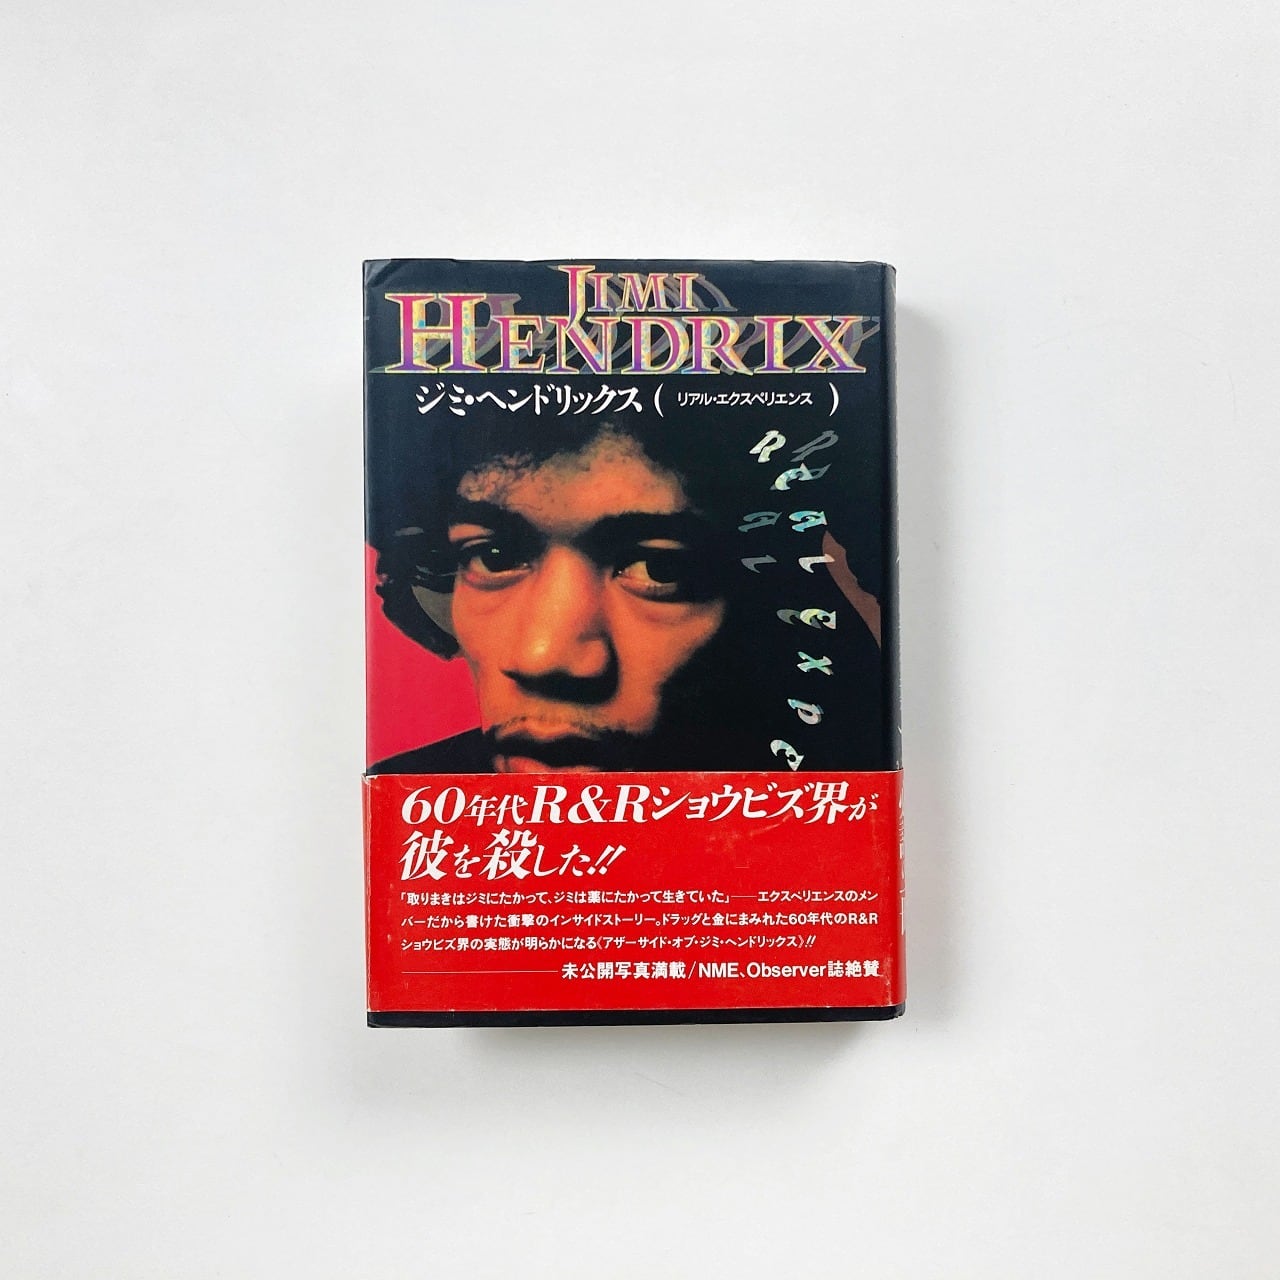 JIMI
HENDRIX
ジミ・ヘンドリックス ( リアル・エクスペリエンス )
Real Expe
60年代R&Rショウビズ界が
彼を殺した!!
「取りまきはジミにたかって、ジミは薬にたかって生きていた」──エクスペリエンスのメン
バーだから書けた衝撃のインサイドストーリー。ドラッグと金にまみれた60年代のR&R
ショウビズ界の実態が明らかになる《アザーサイド・オブ・ジミ・ヘンドリックス》!!
未公開写真満載/NME、Observer誌絶賛